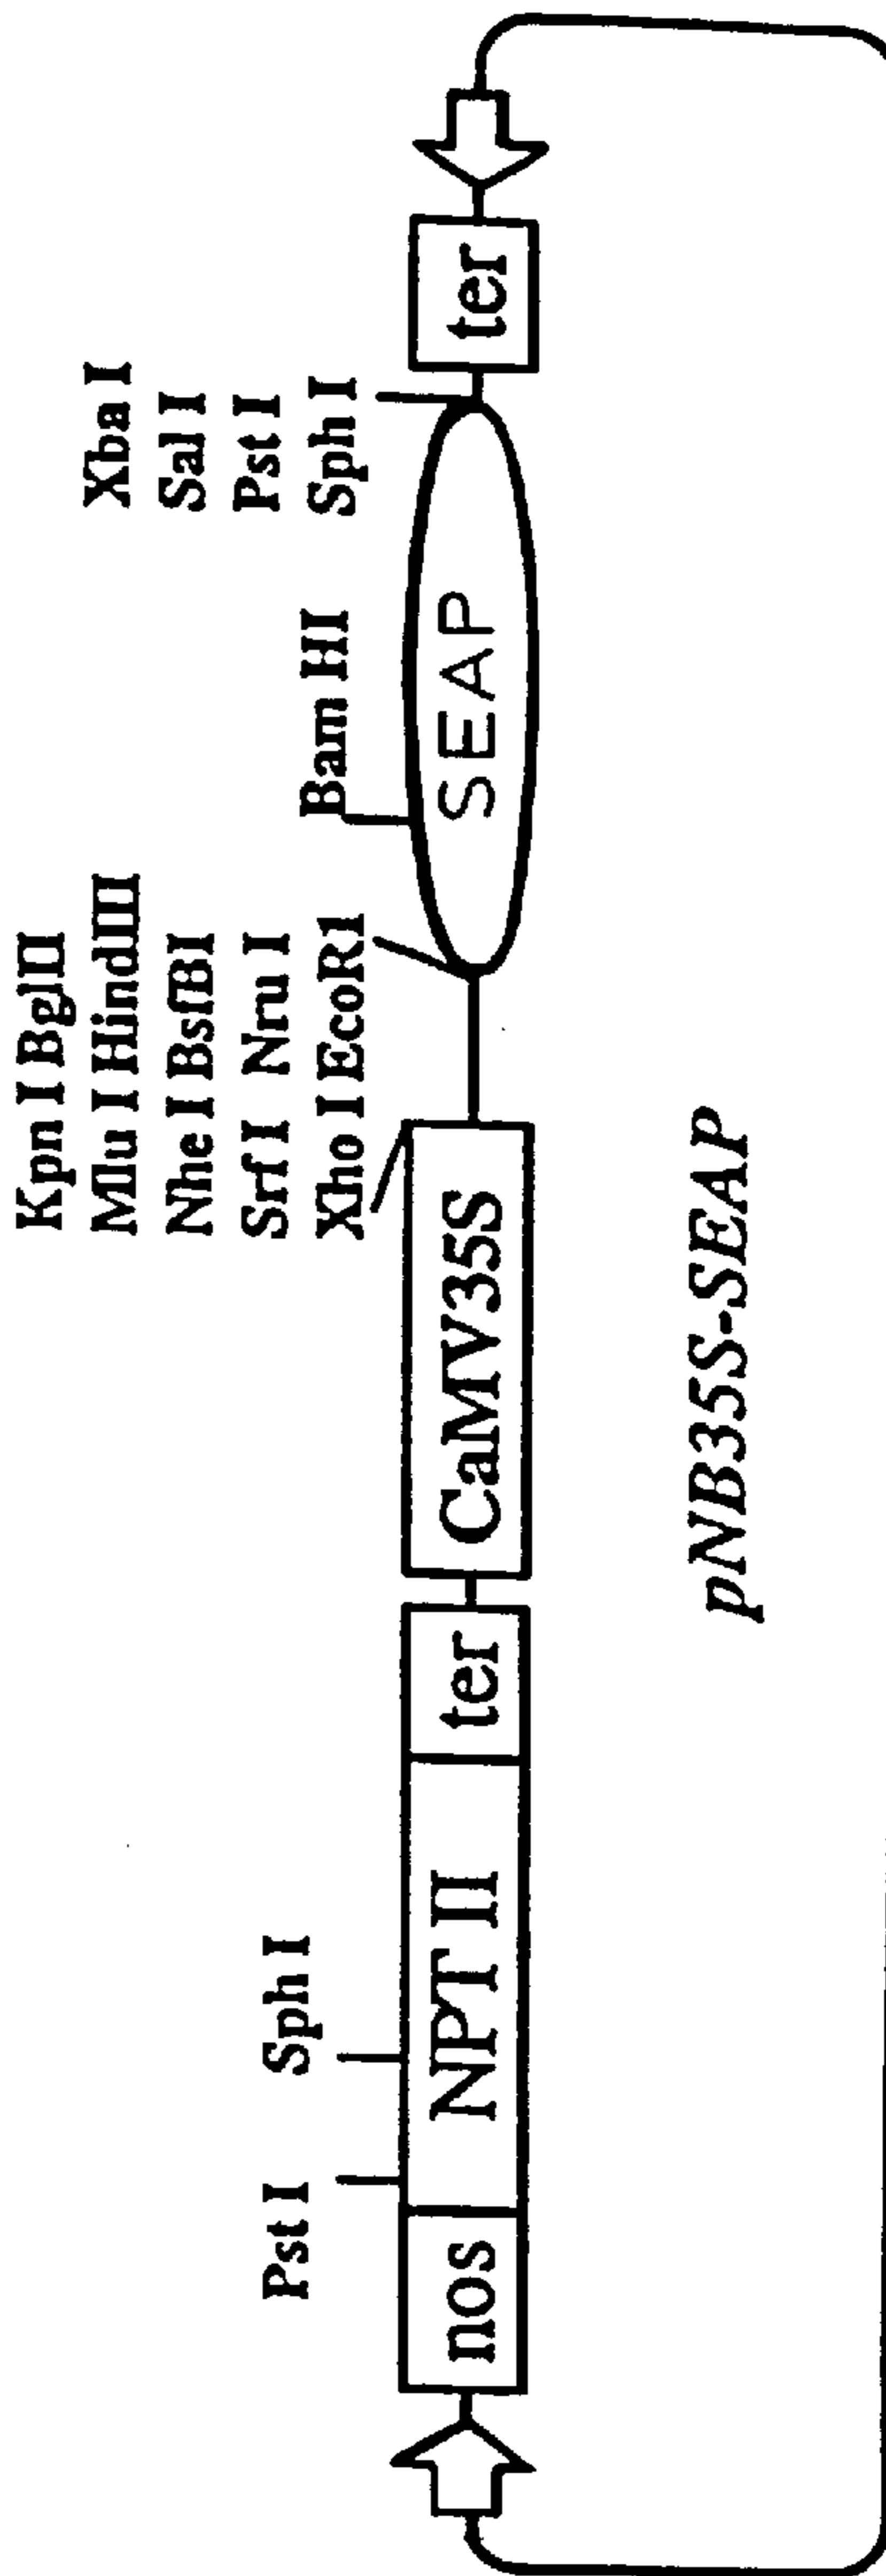 Kpn I BglII
Mlu I HindIII
Nhe I BsfBI
Srf I Nru I
Xho I EcoR1
Xba I
Sal I
Pst I
Sph I
Pst I Sph I
Bam HI
nos NPT II ter CaMV35S SEAP ter
pNB35S-SEAP